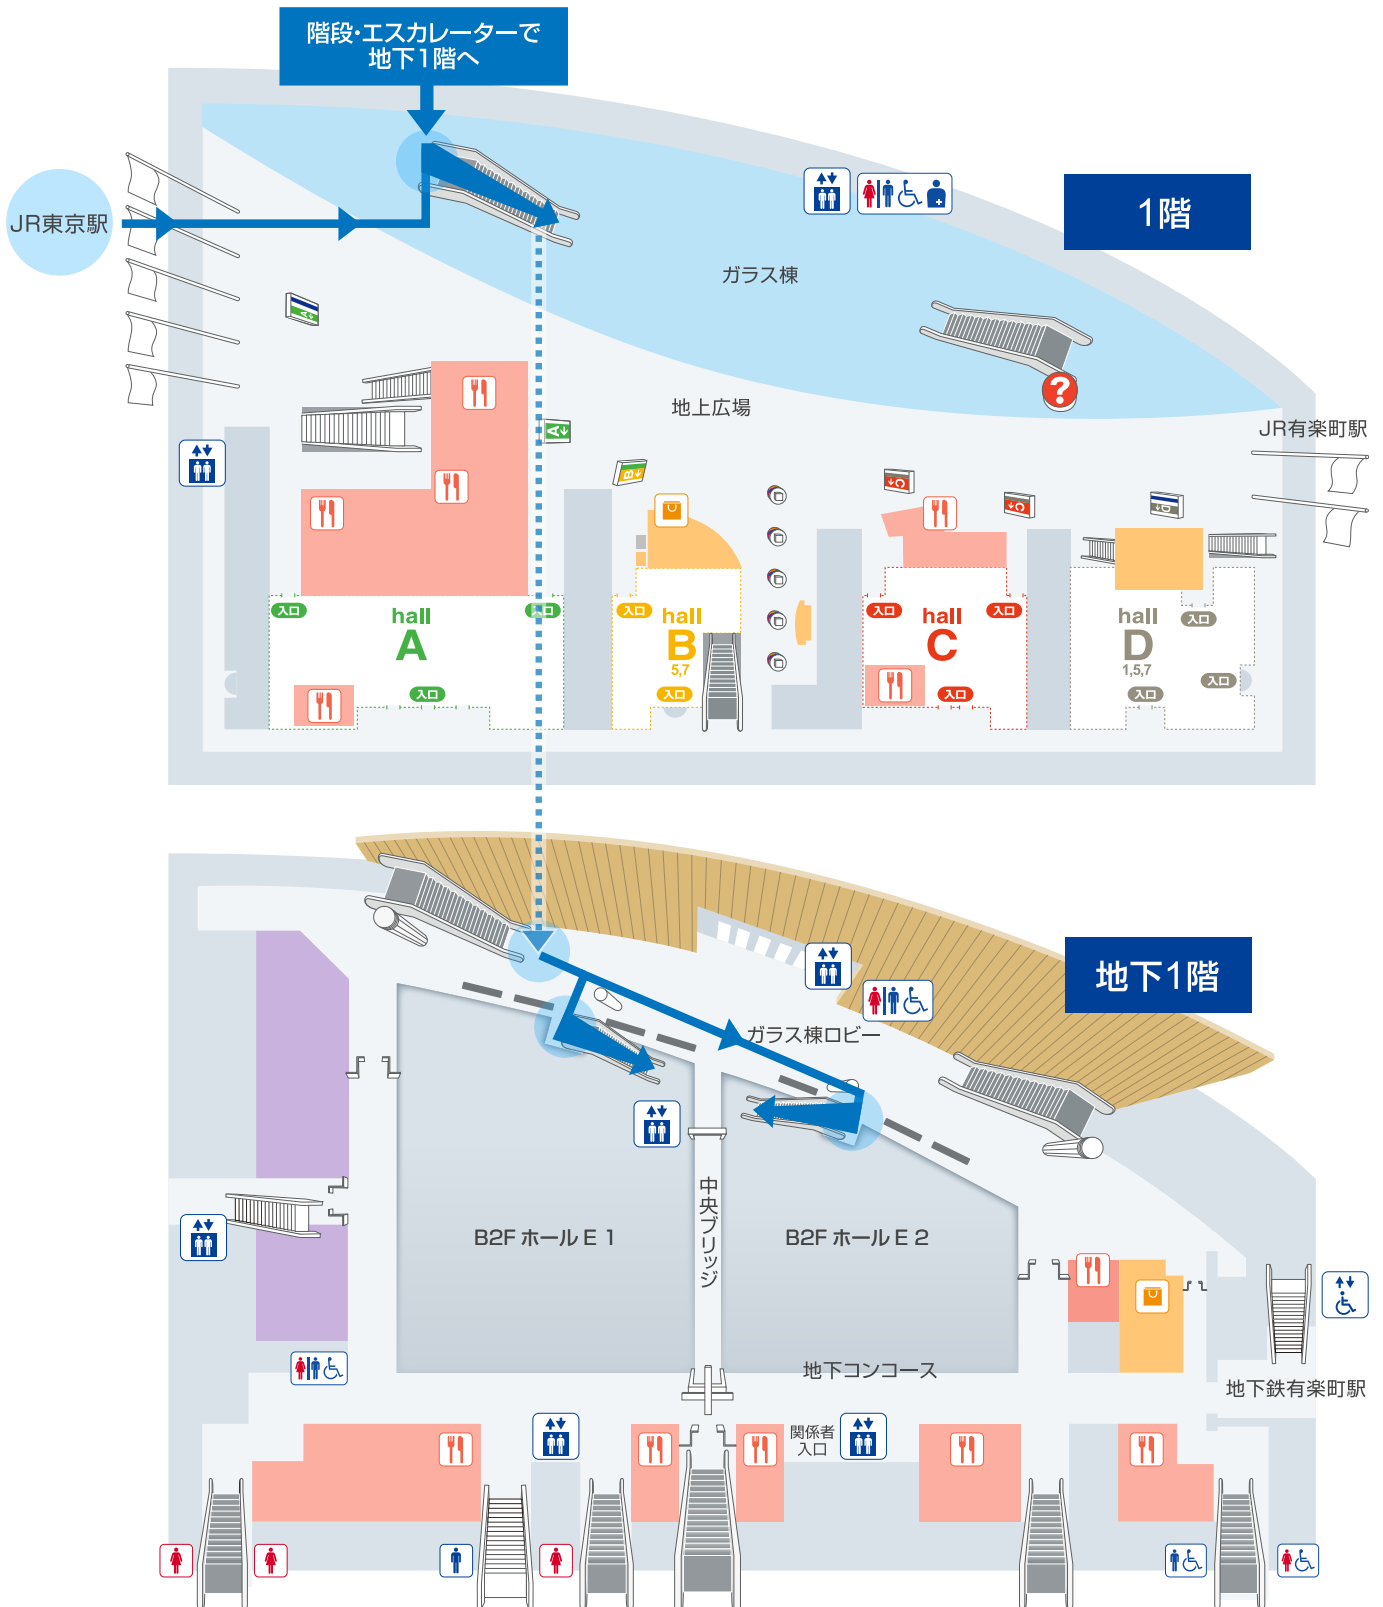 階段・エスカレーターで
地下1階へ
JR東京駅
1階
ガラス棟
地上広場
JR有楽町駅
A
A
B
C
C
D
?
入口
入口
hall
A
入口
入口
hall
B
5,7
入口
入口
入口
hall
C
入口
hall
D
1,5,7
入口
入口
入口
地下1階
ガラス棟ロビー
中央ブリッジ
B2F ホール E 1
B2F ホール E 2
地下コンコース
地下鉄有楽町駅
関係者
入口